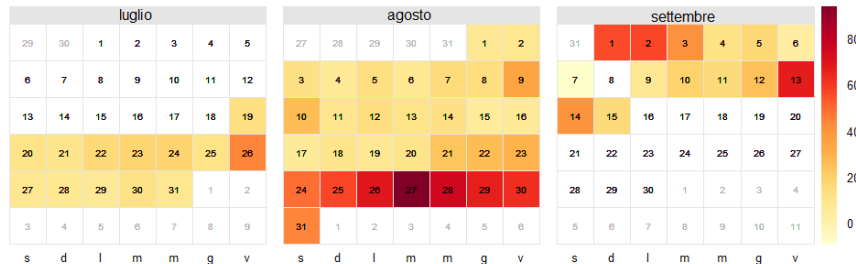 luglio agosto settembre
29 30 1 2 3 4 5 27 28 29 30 31 1 2 31 1 2 3 4 5 6 80
6 7 8 9 10 11 12 3 4 5 6 7 8 9 7 8 9 10 11 12 13 60
13 14 15 16 17 18 19 10 11 12 13 14 15 16 14 15 16 17 18 19 20 40
20 21 22 23 24 25 26 17 18 19 20 21 22 23 21 22 23 24 25 26 27 20
27 28 29 30 31 1 2 24 25 26 27 28 29 30 28 29 30 1 2 3 4
3 4 5 6 7 8 9 31 1 2 3 4 5 6 5 6 7 8 9 10 11 0
s d l m m g v s d l m m g v s d l m m g v